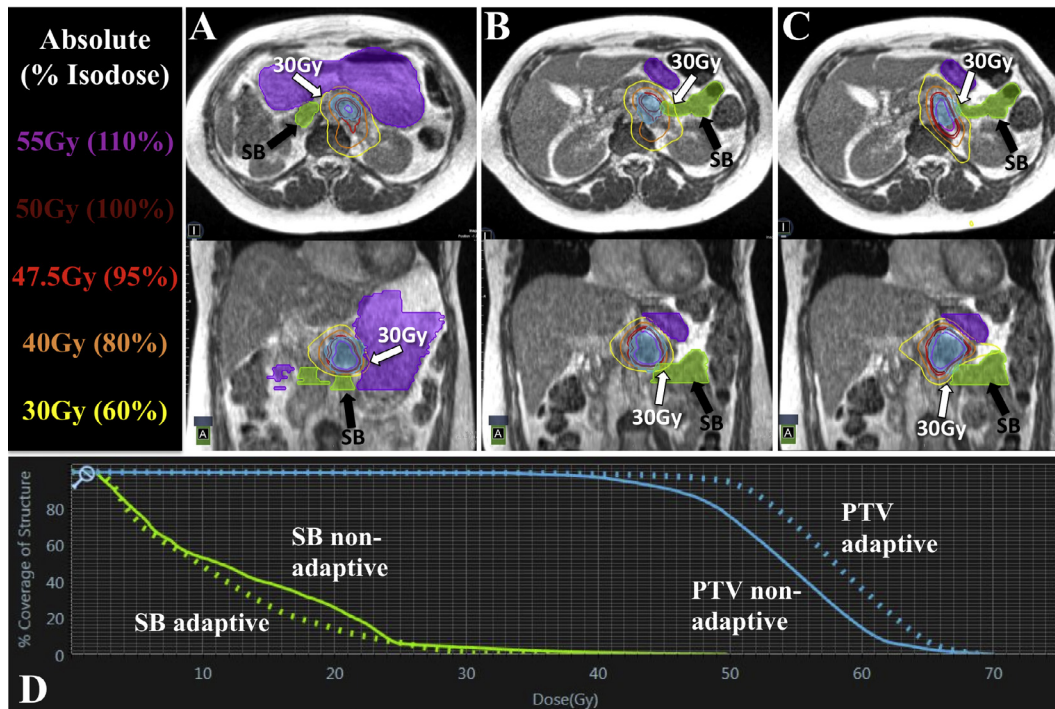 Absolute
(% Isodose)
55Gy (110%)
50Gy (100%)
47.5Gy (95%)
40Gy (80%)
30Gy (60%)
A
30Gy
SB
30Gy
SB
A
B
30Gy
SB
30Gy
SB
A
C
30Gy
SB
30Gy
SB
A
% Coverage of Structure
80
60
40
20
0
SB non-
adaptive
SB adaptive
PTV
adaptive
PTV non-
adaptive
D
10
20
30
40
50
60
70
Dose(Gy)